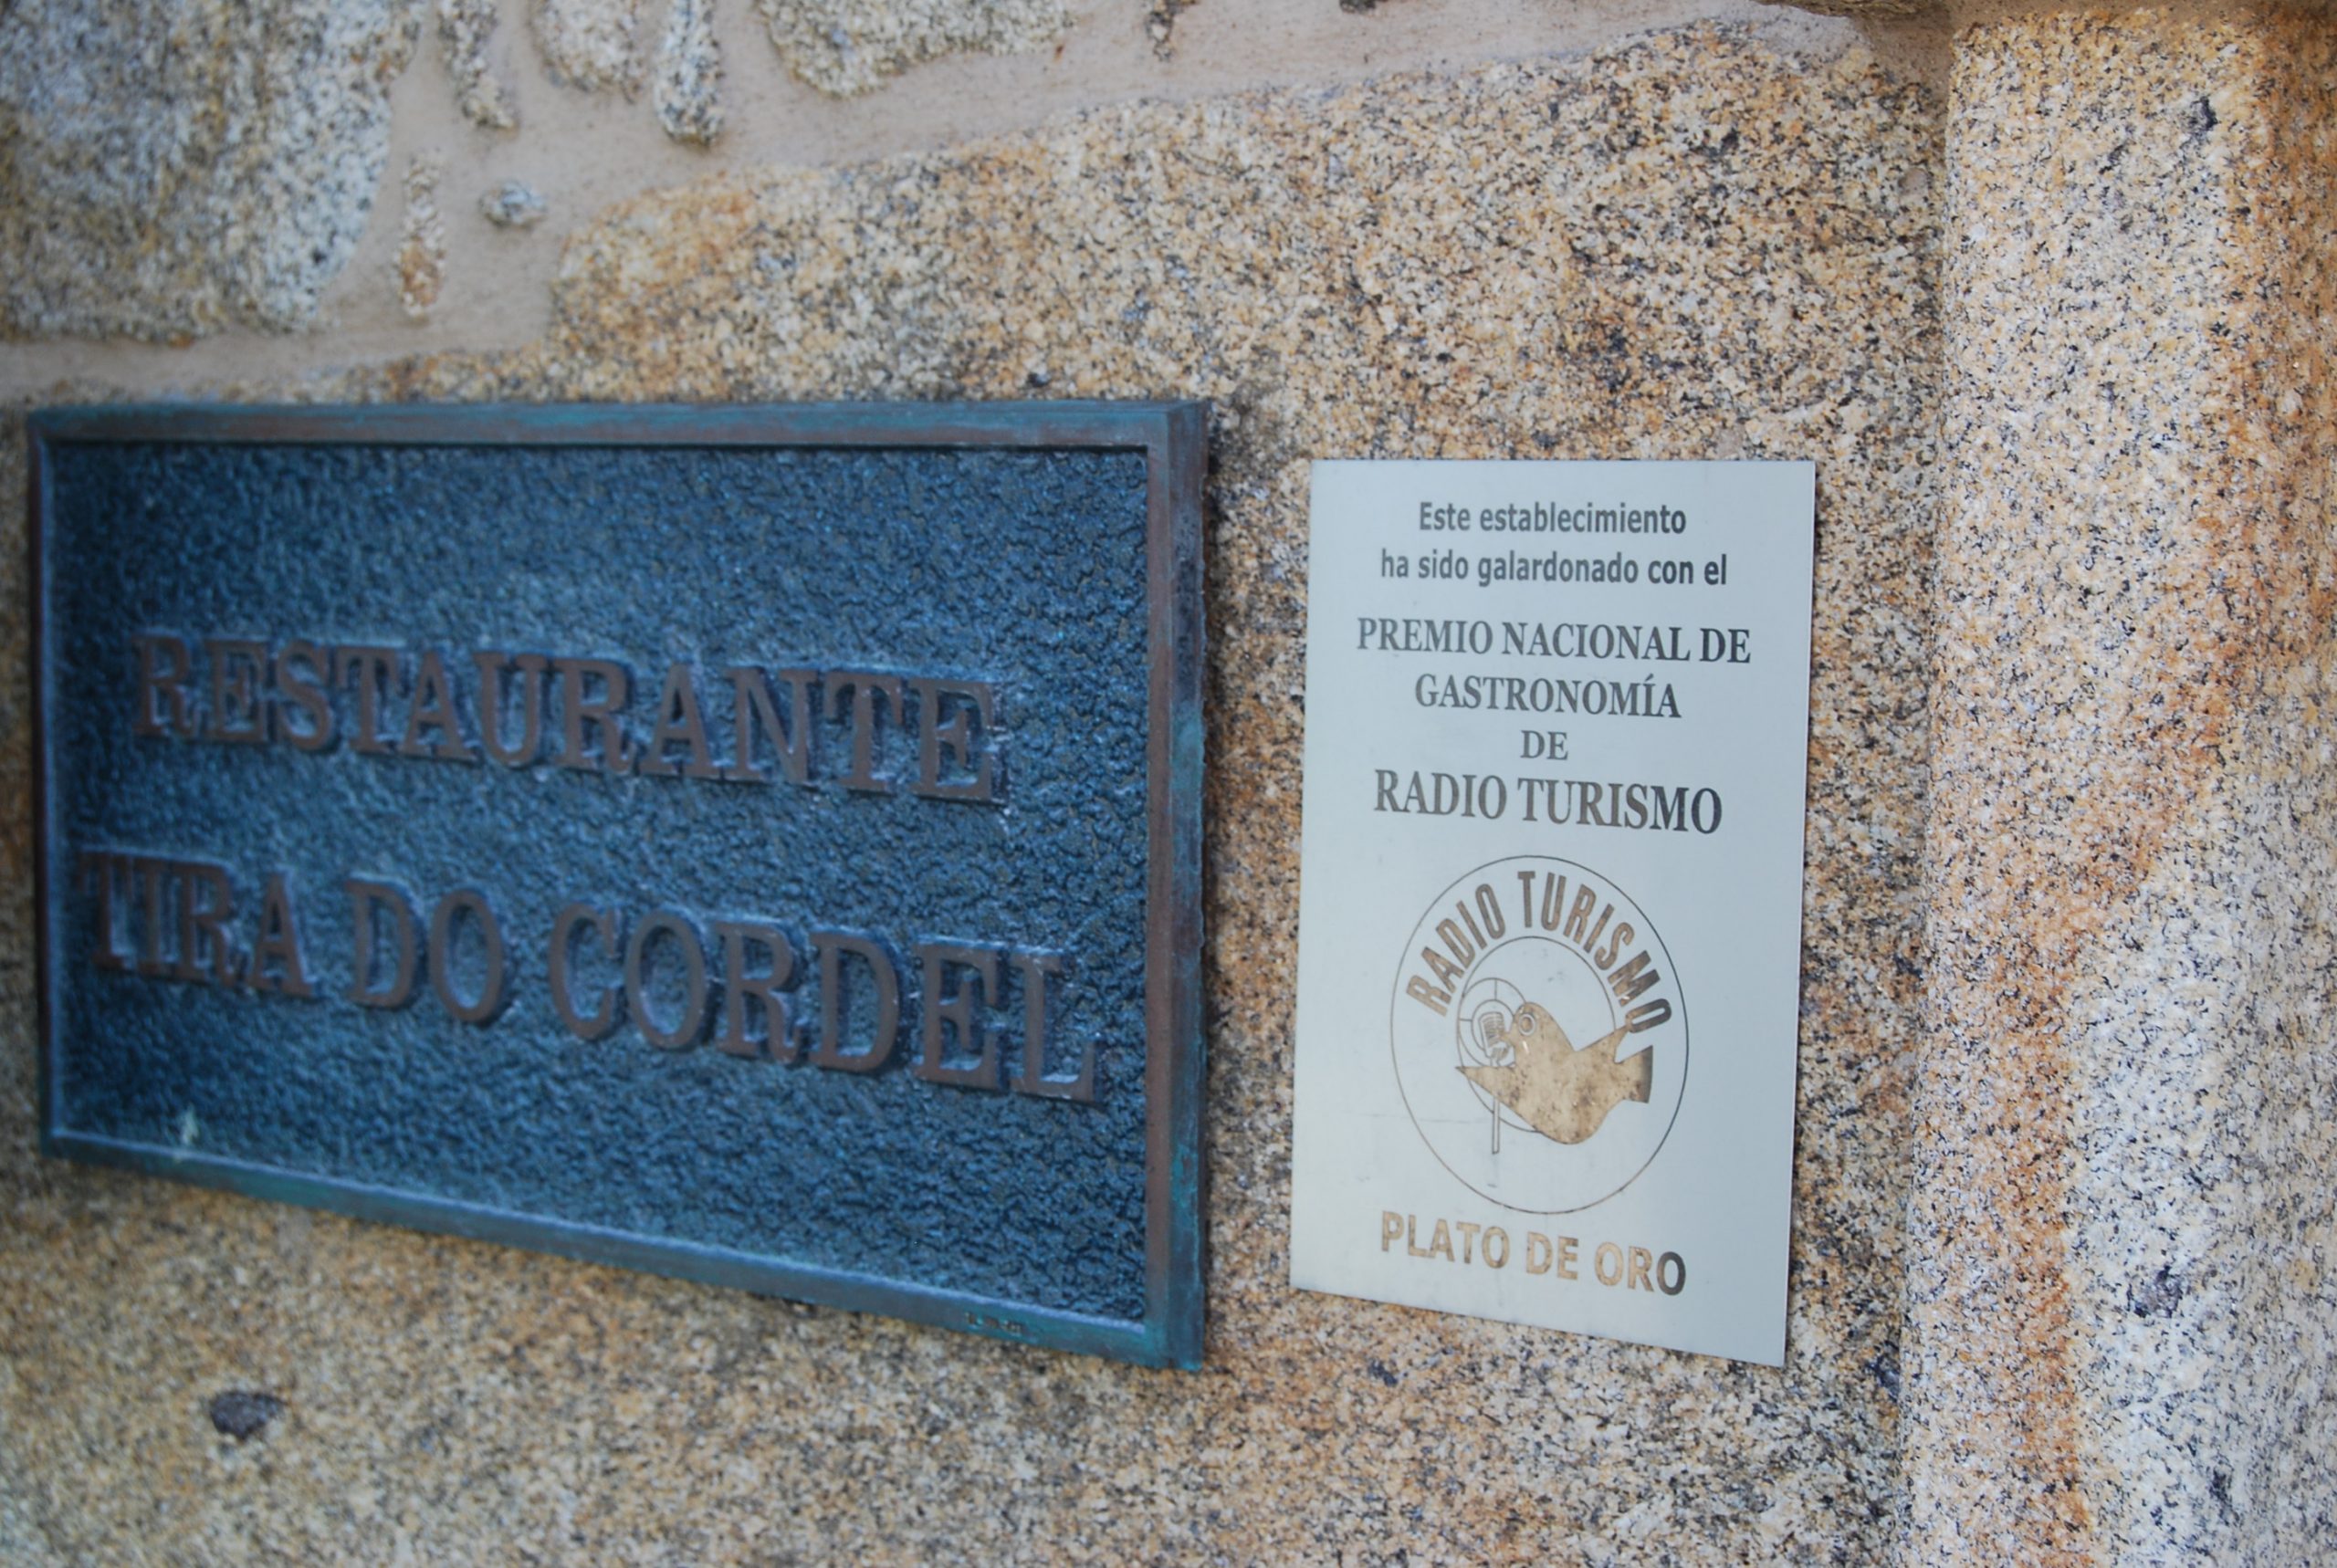 RESTAURANTE
TIRA DO CORDEL
Este establecimiento
ha sido galardonado con el
PREMIO NACIONAL DE
GASTRONOMÍA
DE
RADIO TURISMO
RADIO TURISMO
PLATO DE ORO